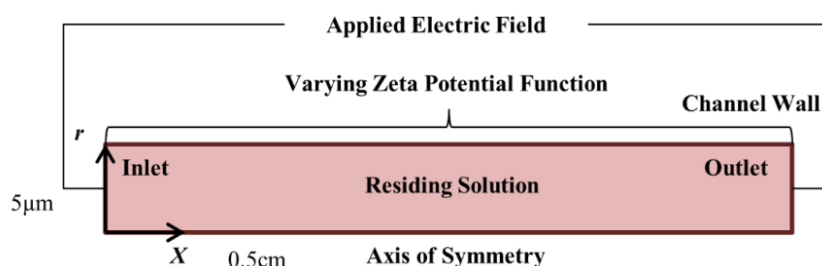 Applied Electric Field
Varying Zeta Potential Function
Channel Wall
r
Inlet
Outlet
Residing Solution
5μm
X
0.5cm
Axis of Symmetry